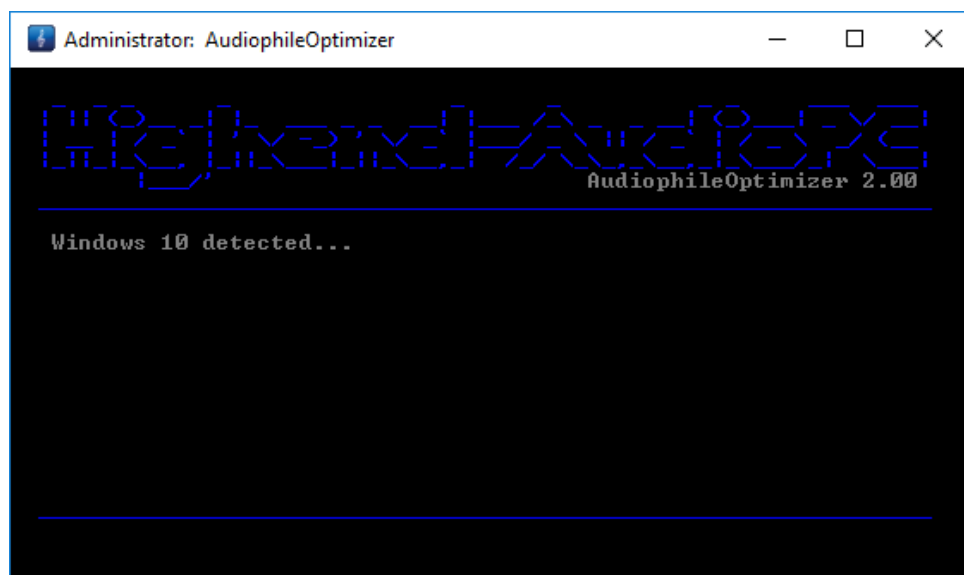 Administrator: AudiophileOptimizer
Highend-AudioPC
AudiophileOptimizer 2.00
Windows 10 detected...